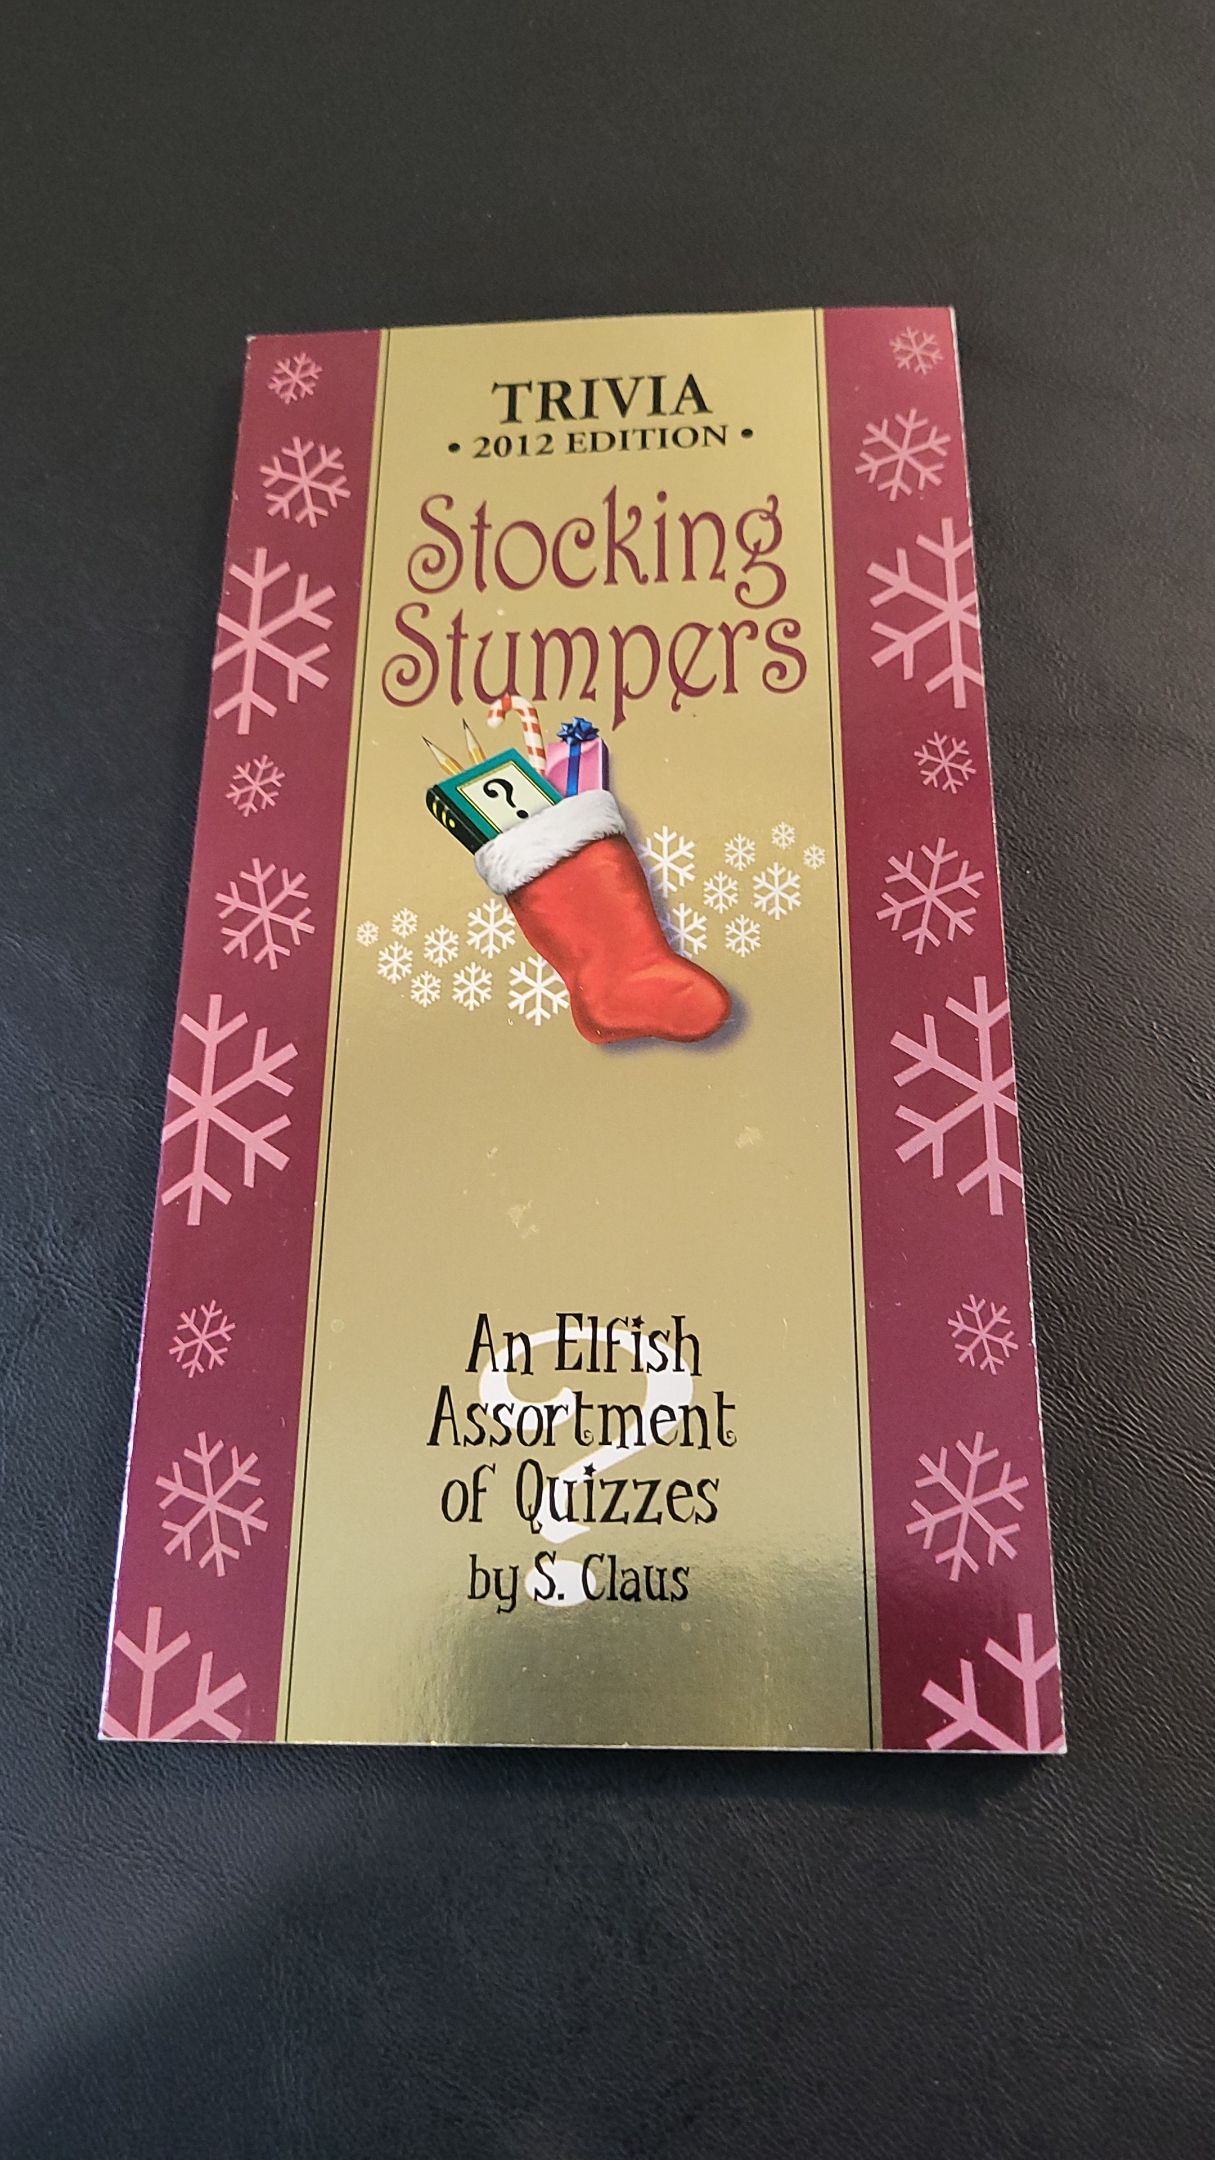 TRIVIA
• 2012 EDITION •
Stocking
Stumpers
?
An Elfish
Assortment
of Quizzes
by S. Claus
?